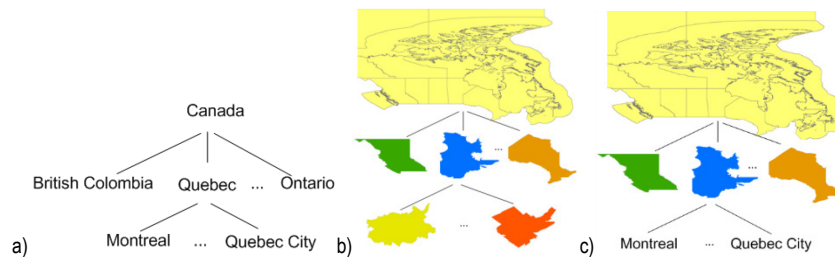 Canada
British Colombia Quebec ... Ontario
a) Montreal ... Quebec City
...
b) ...
...
c) Montreal ... Quebec City